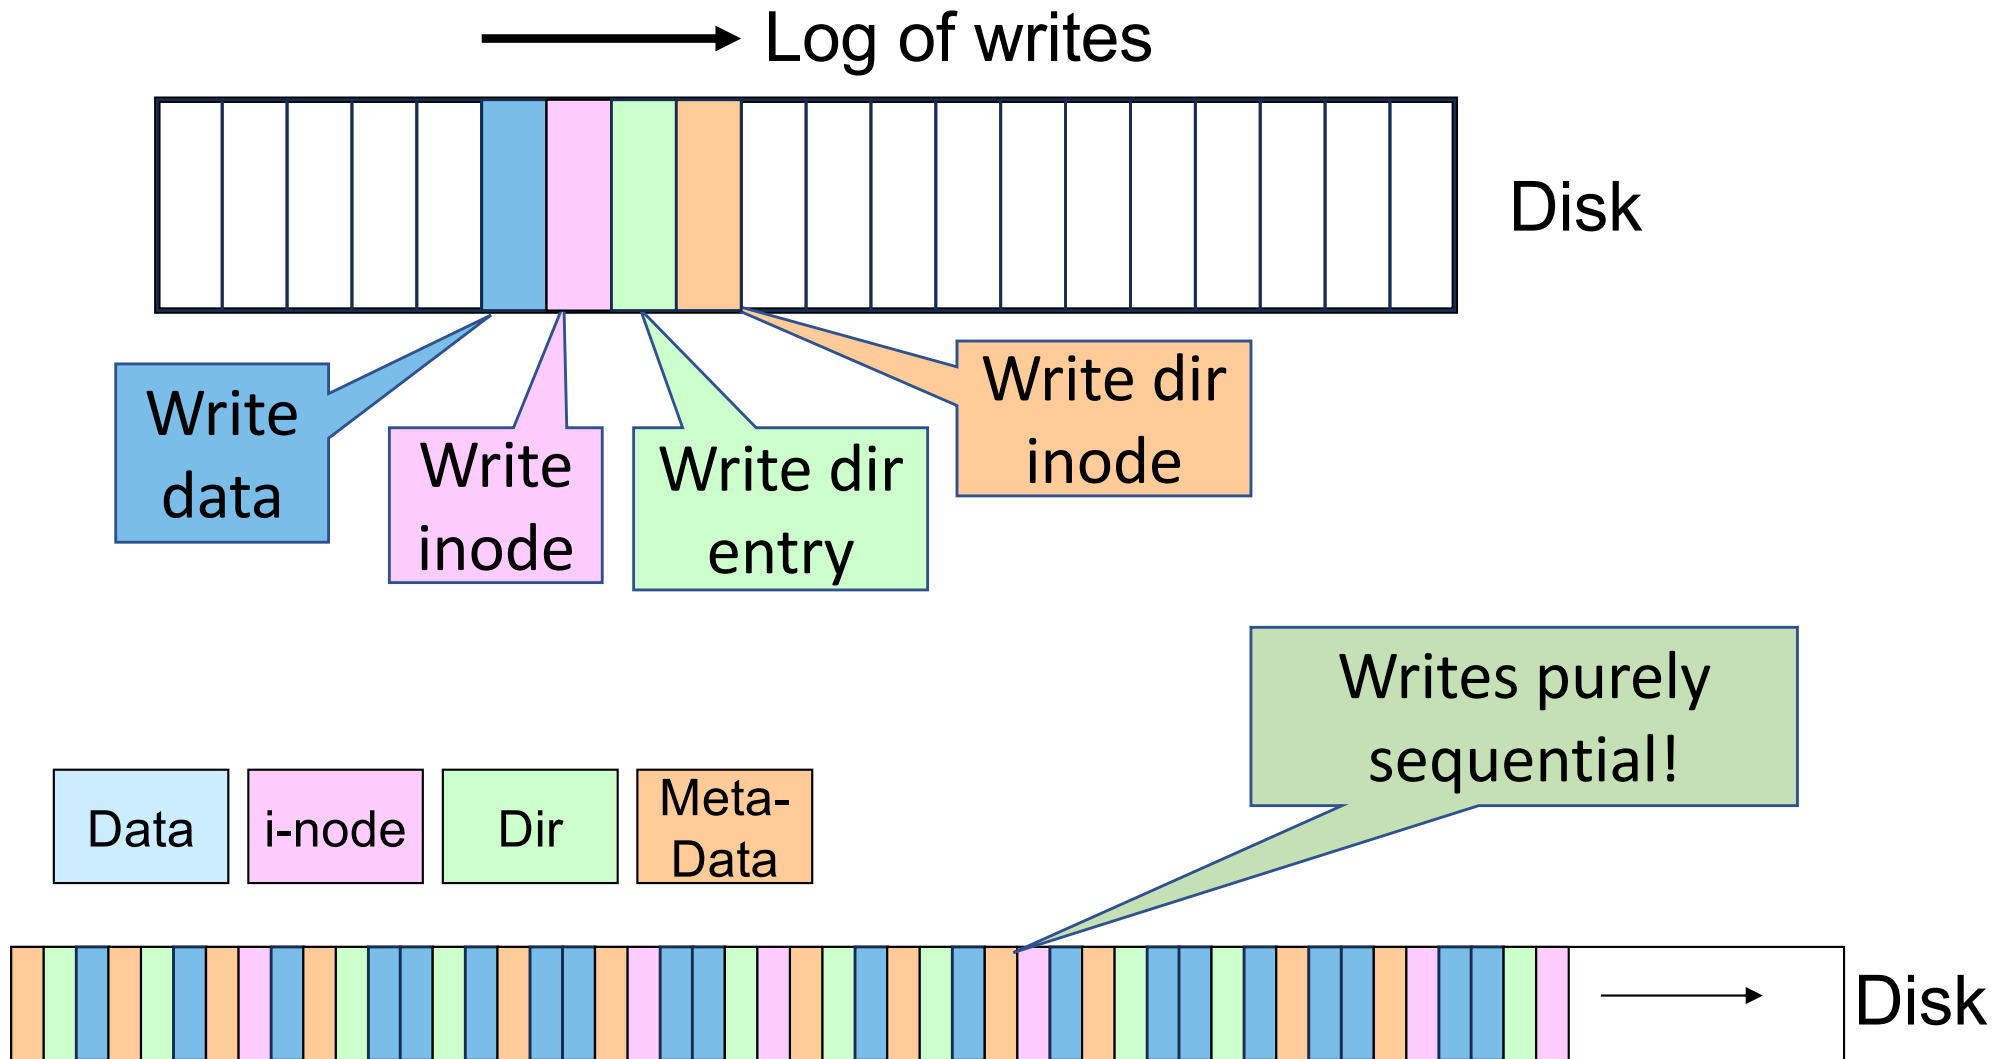 Log of writes
Disk
Write
data
Write
inode
Write dir
entry
Write dir
inode
Writes purely
sequential!
Data
i-node
Dir
Meta-
Data
Disk